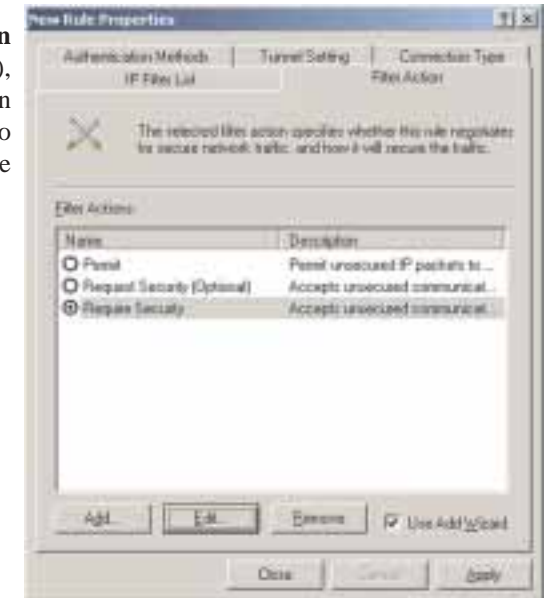 New Rule Properties
n
),
n
o
e
Authentication Methods
Tunnel Setting
Connection Type
IP Filter List
Filter Action
The selected filter action specifies whether this rule negotiates
for secure network traffic, and how it will secure the traffic.
Filter Actions:
Name
Description
Permit
Permit unsecured IP packets to ...
Request Security (Optional)
Accepts unsecured communicat...
Require Security
Accepts unsecured communicat...
Add...
Edit...
Remove
Use Add Wizard
Close
Cancel
Apply